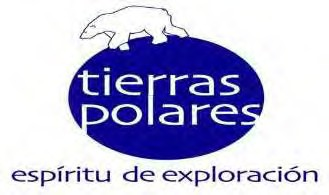 tierras
polares
espíritu de exploración